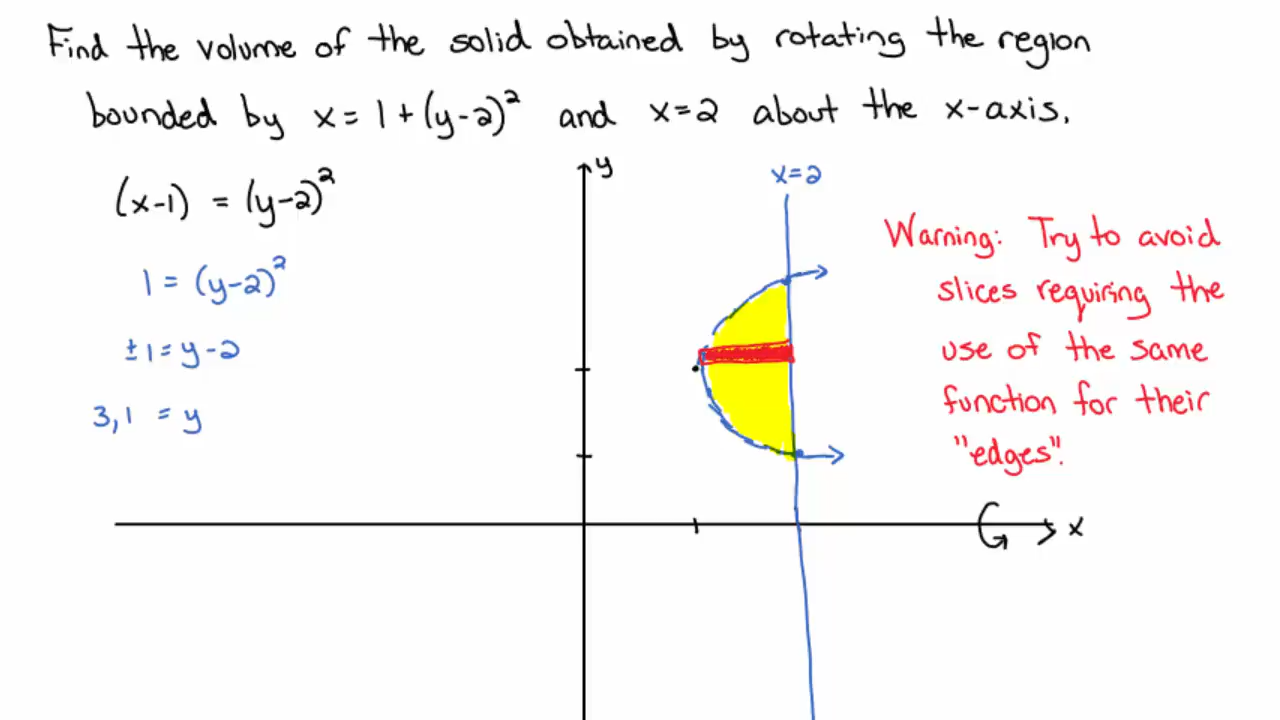 Find the volume of the solid obtained by rotating the region
bounded by x = 1 + (y-2)² and x=2 about the x-axis.
(x-1) = (y-2)²
1 = (y-2)²
±1 = y-2
3,1 = y
y
x=2
Warning: Try to avoid
slices requiring the
use of the same
function for their
"edges".
x